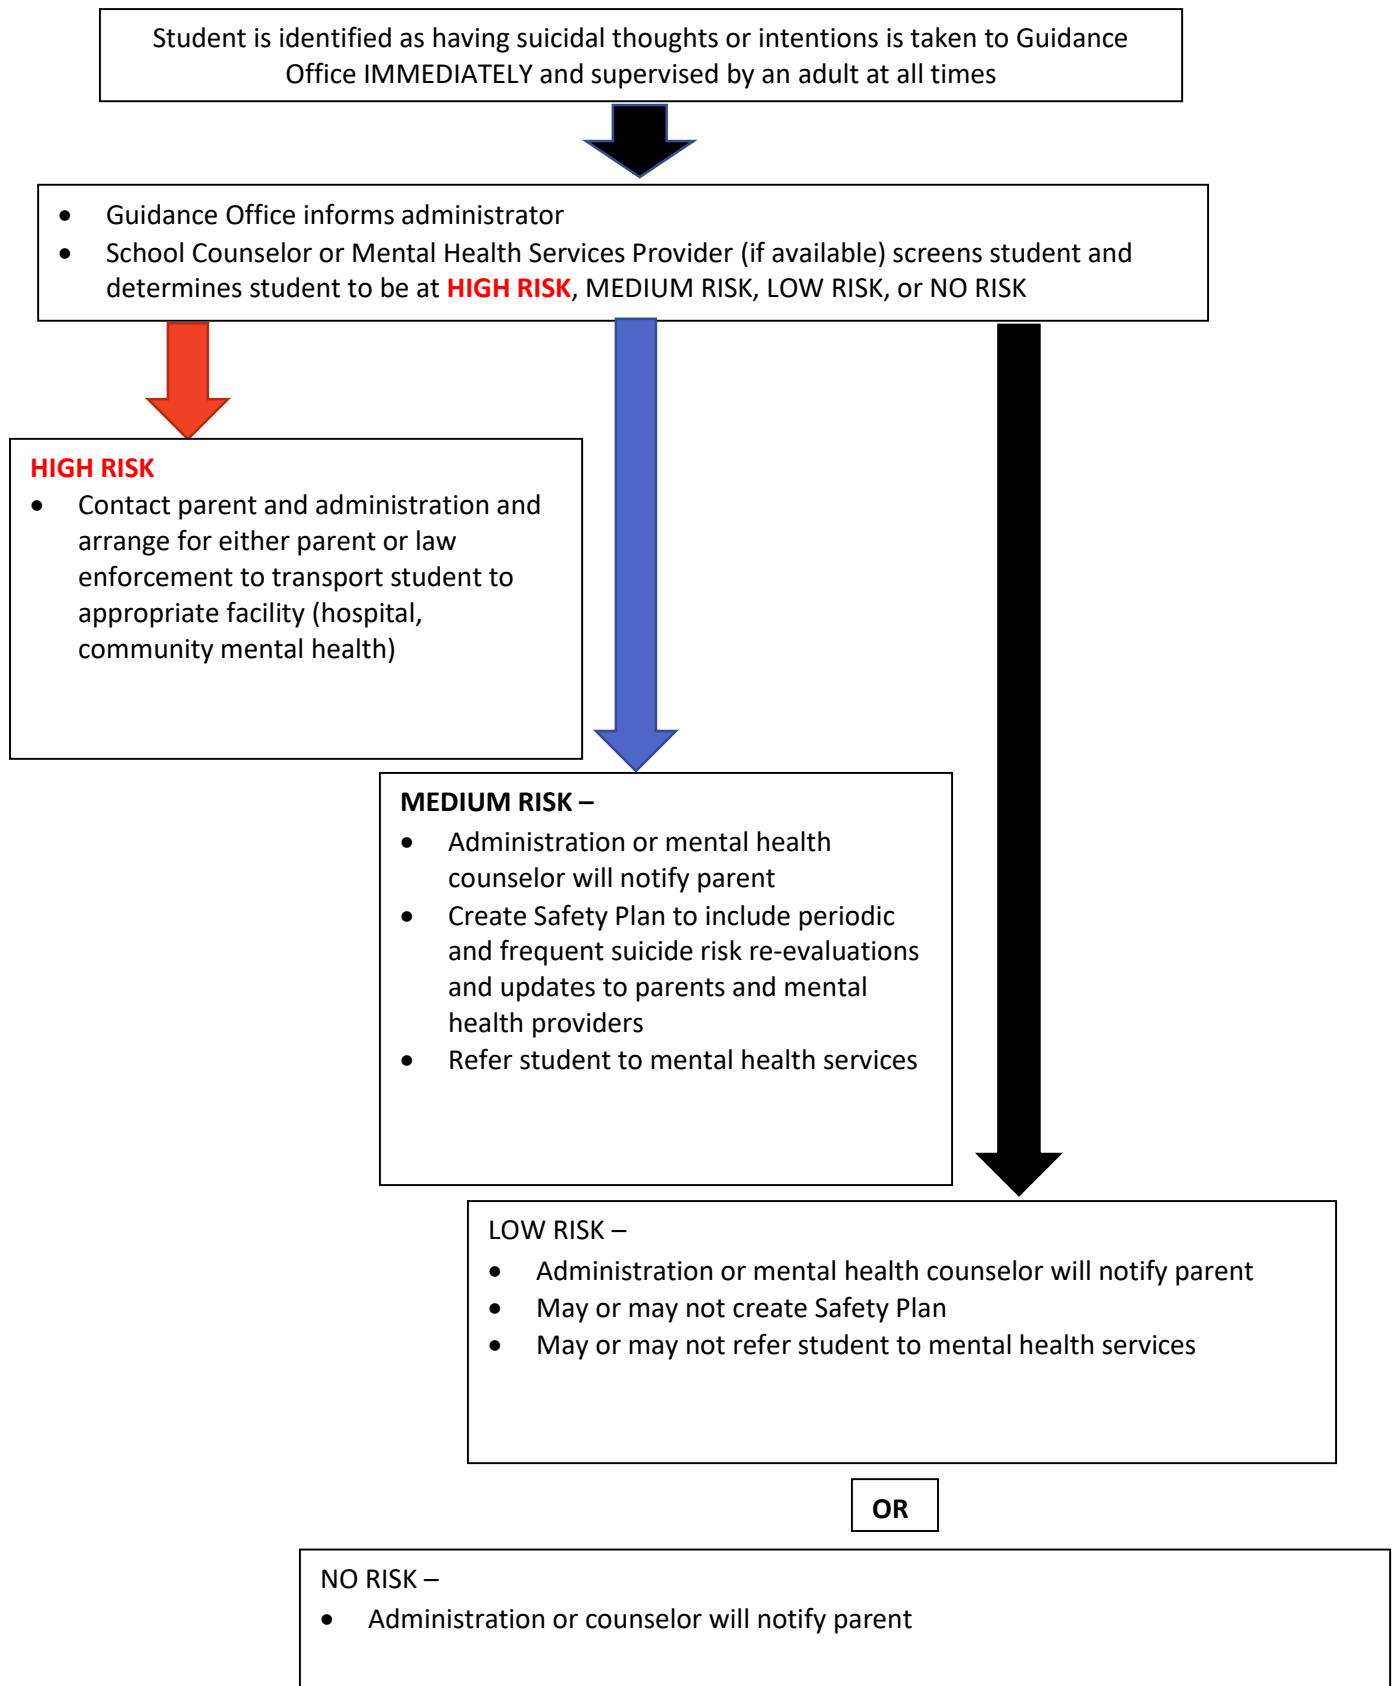 Student is identified as having suicidal thoughts or intentions is taken to Guidance
Office IMMEDIATELY and supervised by an adult at all times
• Guidance Office informs administrator
• School Counselor or Mental Health Services Provider (if available) screens student and
determines student to be at HIGH RISK, MEDIUM RISK, LOW RISK, or NO RISK
HIGH RISK
• Contact parent and administration and
arrange for either parent or law
enforcement to transport student to
appropriate facility (hospital,
community mental health)
MEDIUM RISK –
• Administration or mental health
counselor will notify parent
• Create Safety Plan to include periodic
and frequent suicide risk re-evaluations
and updates to parents and mental
health providers
• Refer student to mental health services
LOW RISK –
• Administration or mental health counselor will notify parent
• May or may not create Safety Plan
• May or may not refer student to mental health services
OR
NO RISK –
• Administration or counselor will notify parent